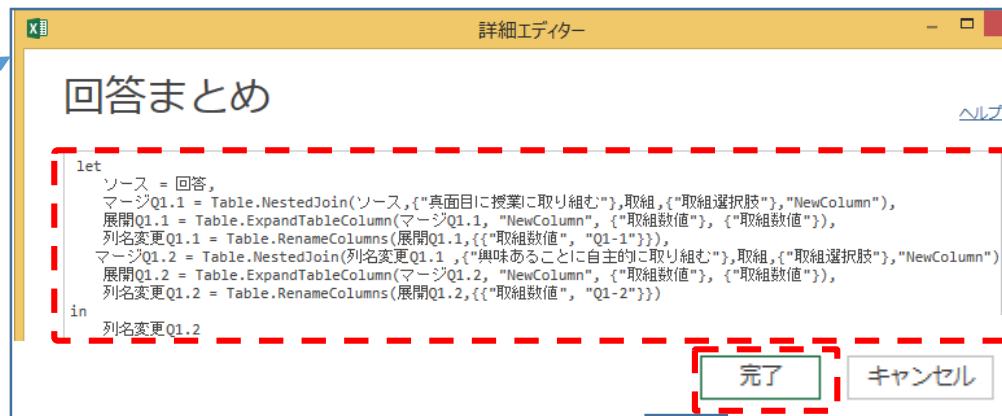 詳細エディター
回答まとめ
ヘルプ
let
ソース = 回答,
マージQ1.1 = Table.NestedJoin(ソース,{"真面目に授業に取り組む"},取組,{"取組選択肢"},"NewColumn"),
展開Q1.1 = Table.ExpandTableColumn(マージQ1.1, "NewColumn", {"取組数値"}, {"取組数値"}),
列名変更Q1.1 = Table.RenameColumns(展開Q1.1,{{"取組数値", "Q1-1"}}),
マージQ1.2 = Table.NestedJoin(列名変更Q1.1 ,{"興味あることに自主的に取り組む"},取組,{"取組選択肢"},"NewColumn")
展開Q1.2 = Table.ExpandTableColumn(マージQ1.2, "NewColumn", {"取組数値"}, {"取組数値"}),
列名変更Q1.2 = Table.RenameColumns(展開Q1.2,{{"取組数値", "Q1-2"}})
in
列名変更Q1.2
完了 キャンセル